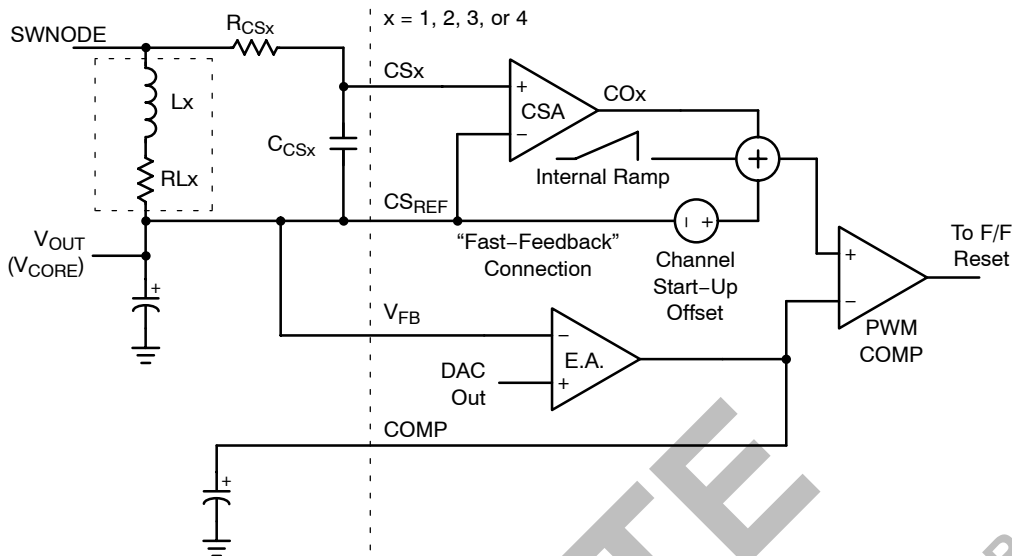 x = 1, 2, 3, or 4
SWNODE
RCSx
CSx
Lx
CCSx
RLx
+
CSA
−
COx
Internal Ramp
+
CSREF
“Fast−Feedback”
Connection
− +
Channel
Start−Up
Offset
VOUT
(VCORE)
+
VFB
−
E.A.
+
DAC
Out
+
−
PWM
COMP
To F/F
Reset
COMP
+
TE